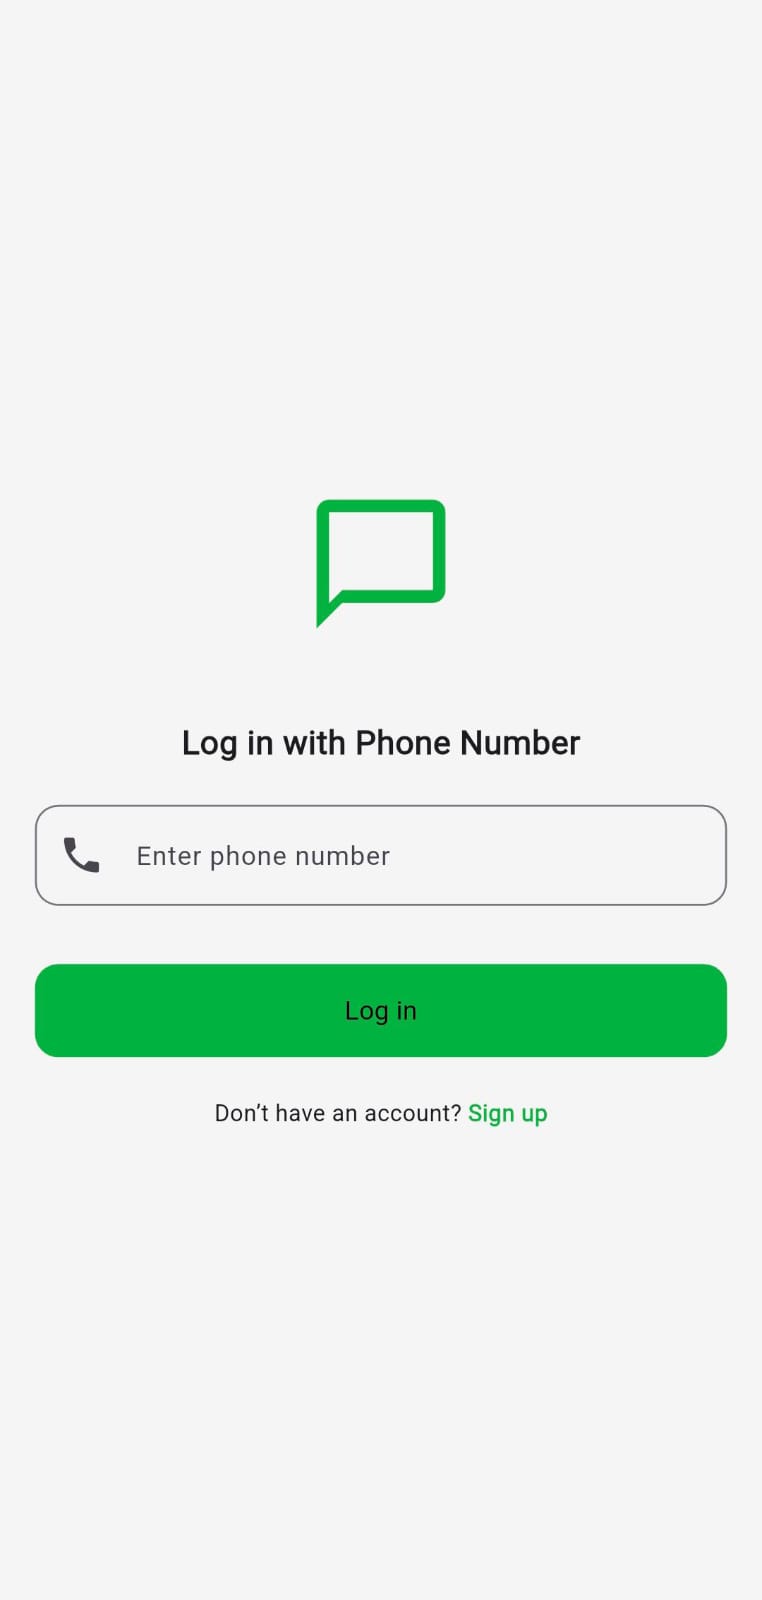 Log in with Phone Number
Enter phone number
Log in
Don’t have an account? Sign up